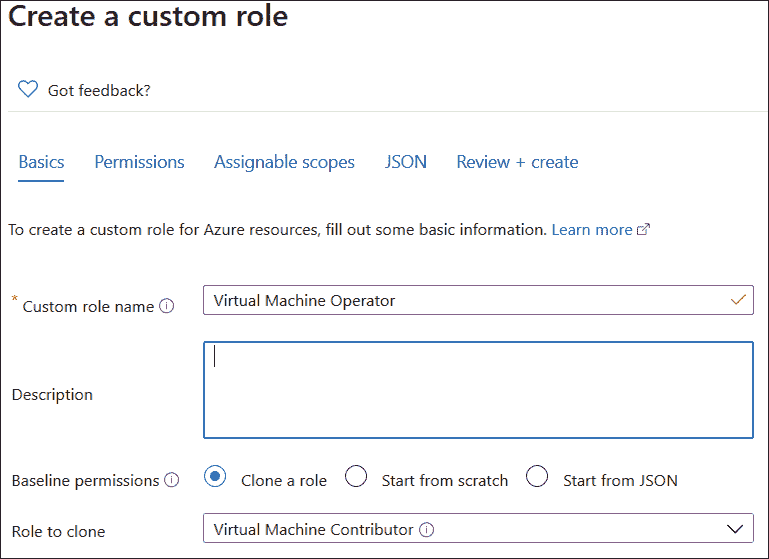 Create a custom role
Got feedback?
Basics Permissions Assignable scopes JSON Review + create
To create a custom role for Azure resources, fill out some basic information. Learn more
* Custom role name Virtual Machine Operator
Description
Baseline permissions Clone a role Start from scratch Start from JSON
Role to clone Virtual Machine Contributor